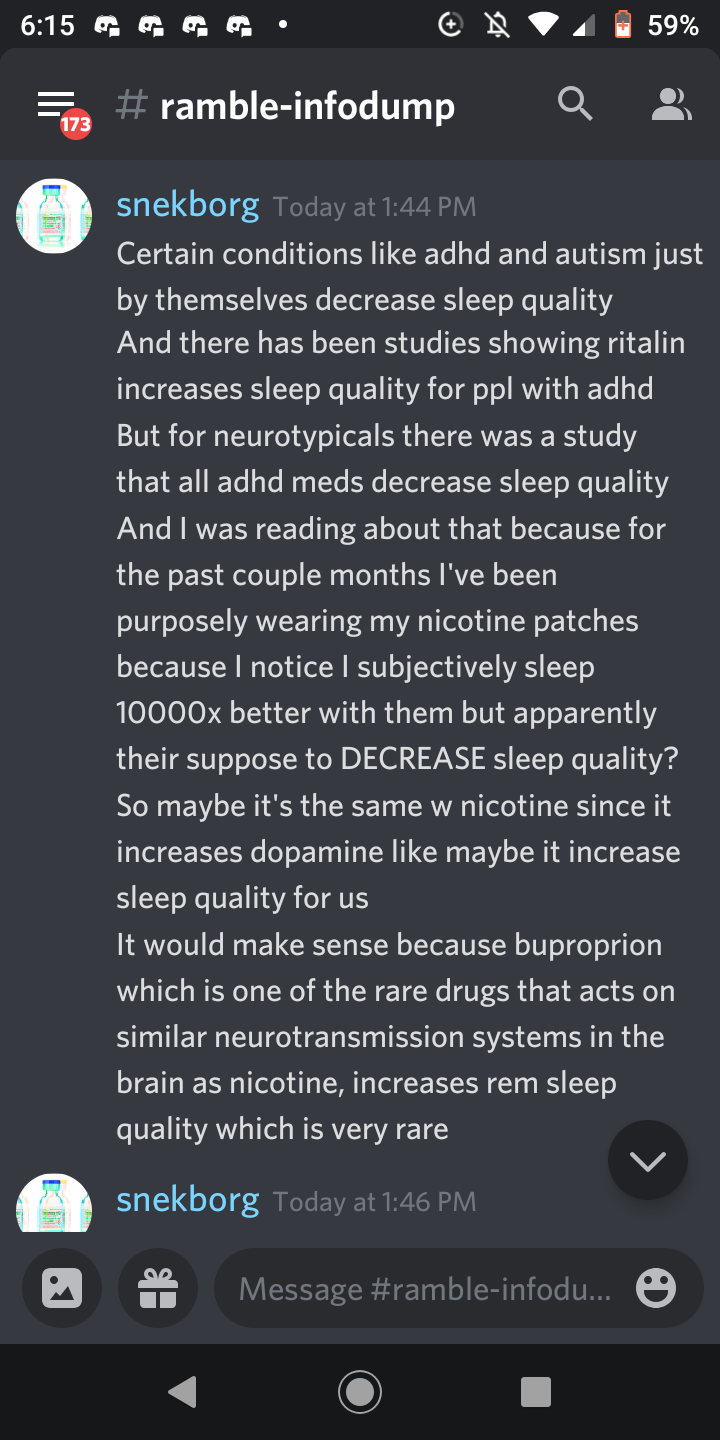 6:15
59%
173
# ramble-infodump
snekborg Today at 1:44 PM
Certain conditions like adhd and autism just
by themselves decrease sleep quality
And there has been studies showing ritalin
increases sleep quality for ppl with adhd
But for neurotypicals there was a study
that all adhd meds decrease sleep quality
And I was reading about that because for
the past couple months I've been
purposely wearing my nicotine patches
because I notice I subjectively sleep
10000x better with them but apparently
their suppose to DECREASE sleep quality?
So maybe it's the same w nicotine since it
increases dopamine like maybe it increase
sleep quality for us
It would make sense because buproprion
which is one of the rare drugs that acts on
similar neurotransmission systems in the
brain as nicotine, increases rem sleep
quality which is very rare
snekborg Today at 1:46 PM
Message #ramble-infodu...